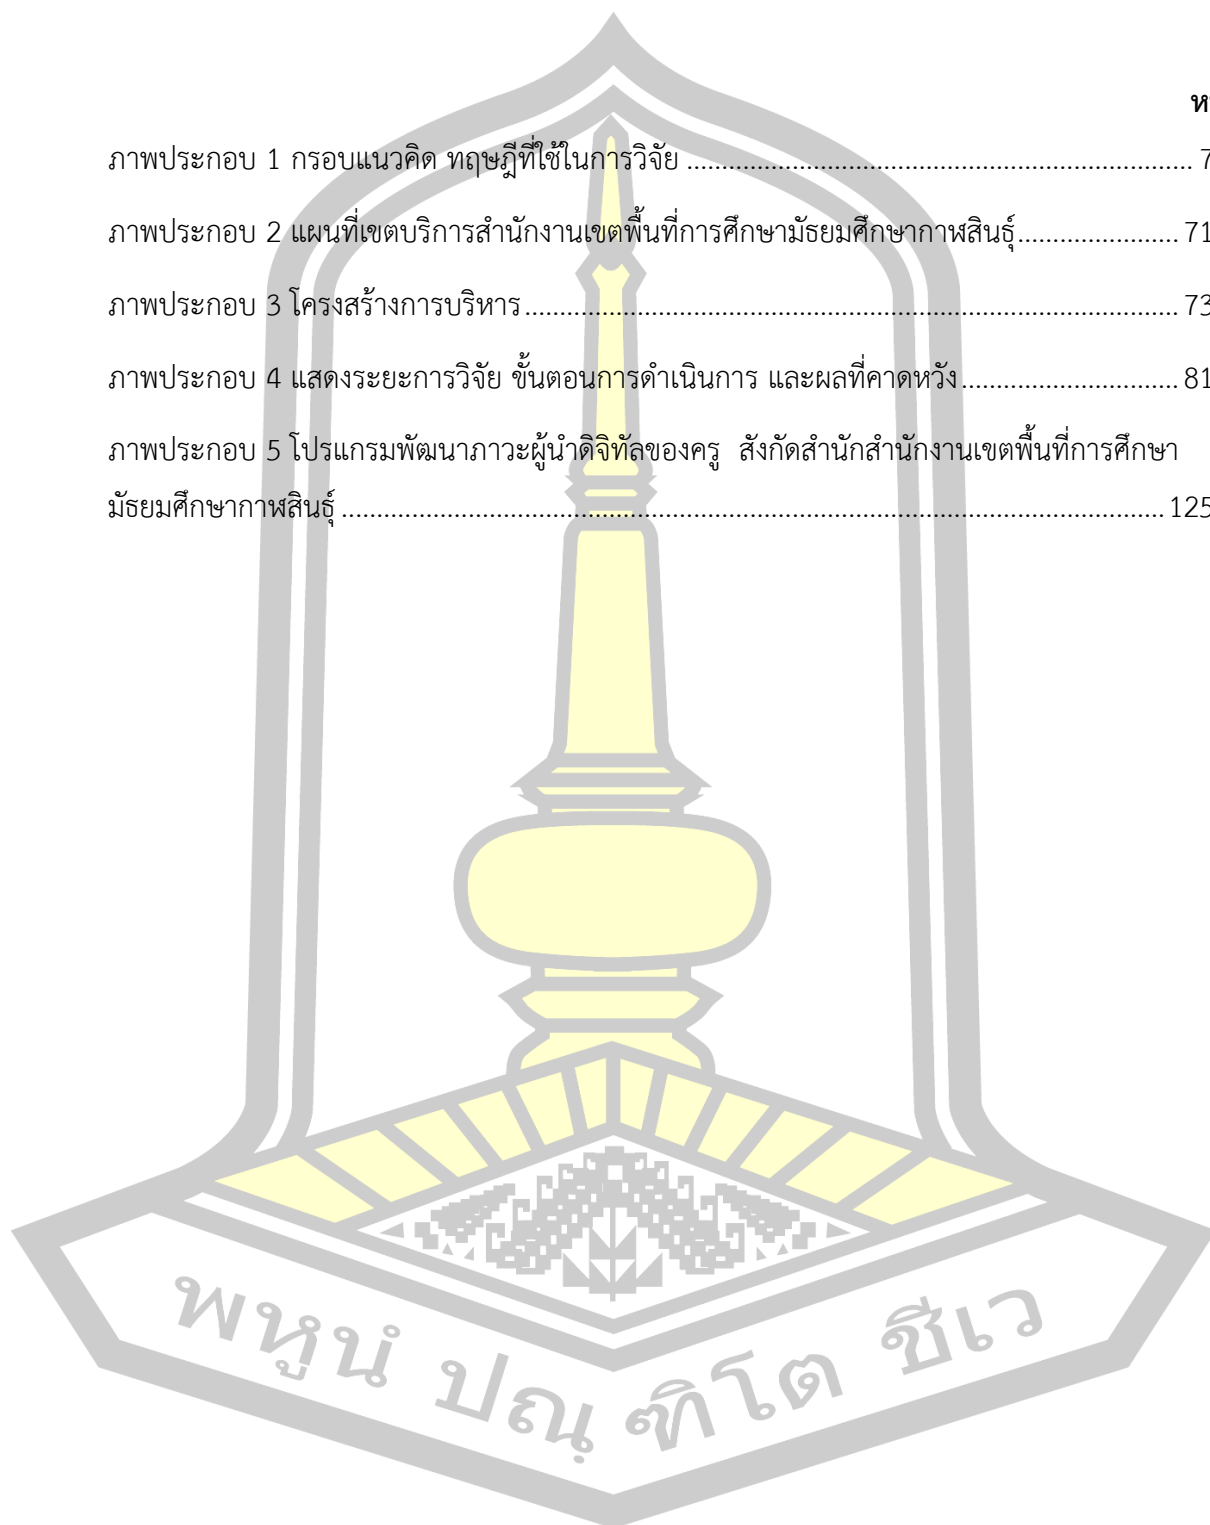 ภาพประกอบ 1 กรอบแนวคิด ทฤษฎีที่ใช้ในการวิจัย ............................................................... 7
ภาพประกอบ 2 แผนที่เขตบริการสำนักงานเขตพื้นที่การศึกษามัธยมศึกษากาฬสินธุ์.................... 71
ภาพประกอบ 3 โครงสร้างการบริหาร................................................................................. 73
ภาพประกอบ 4 แสดงระยะการวิจัย ขั้นตอนการดำเนินการ และผลที่คาดหวัง........................... 81
ภาพประกอบ 5 โปรแกรมพัฒนาภาวะผู้นำดิจิทัลของครู สังกัดสำนักสำนักงานเขตพื้นที่การศึกษา
มัธยมศึกษากาฬสินธุ์ ...................................................................................................... 125
พหูนํ ปณฺ ฑิโต ชีเว